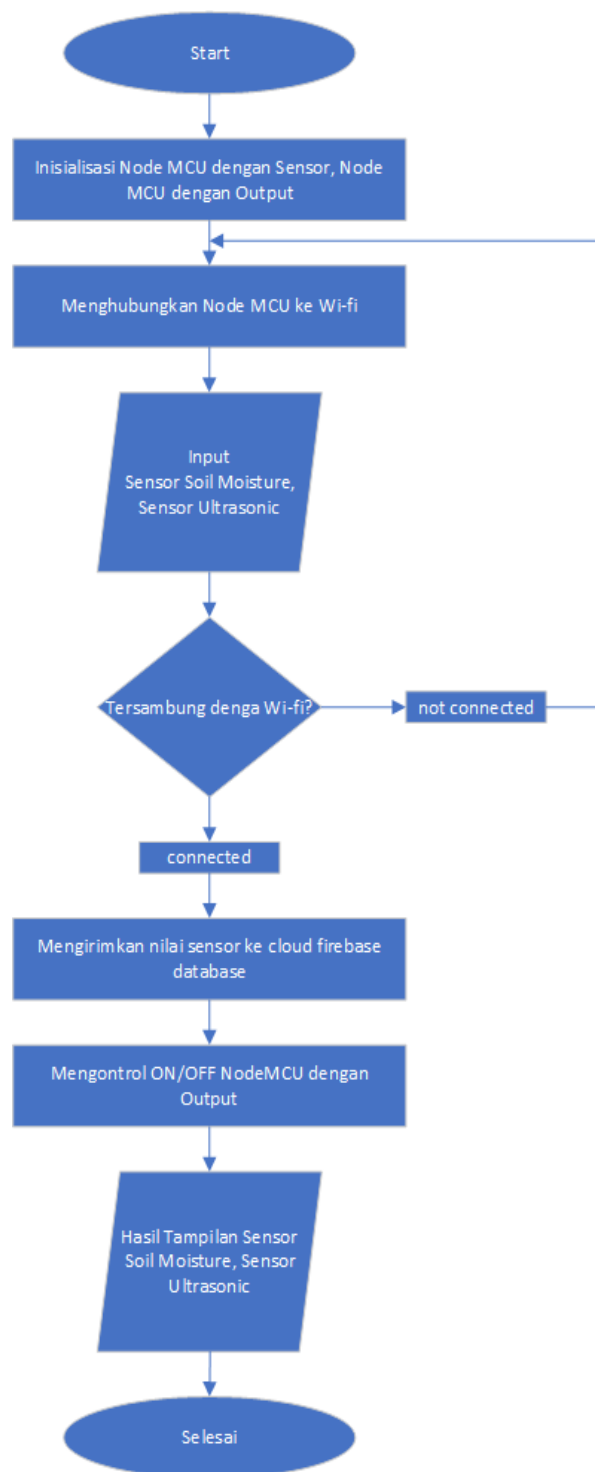 Start
Inisialisasi Node MCU dengan Sensor, Node
MCU dengan Output
Menghubungkan Node MCU ke Wi-fi
Input
Sensor Soil Moisture,
Sensor Ultrasonic
Tersambung denga Wi-fi?
not connected
connected
Mengirimkan nilai sensor ke cloud firebase
database
Mengontrol ON/OFF NodeMCU dengan
Output
Hasil Tampilan Sensor
Soil Moisture, Sensor
Ultrasonic
Selesai